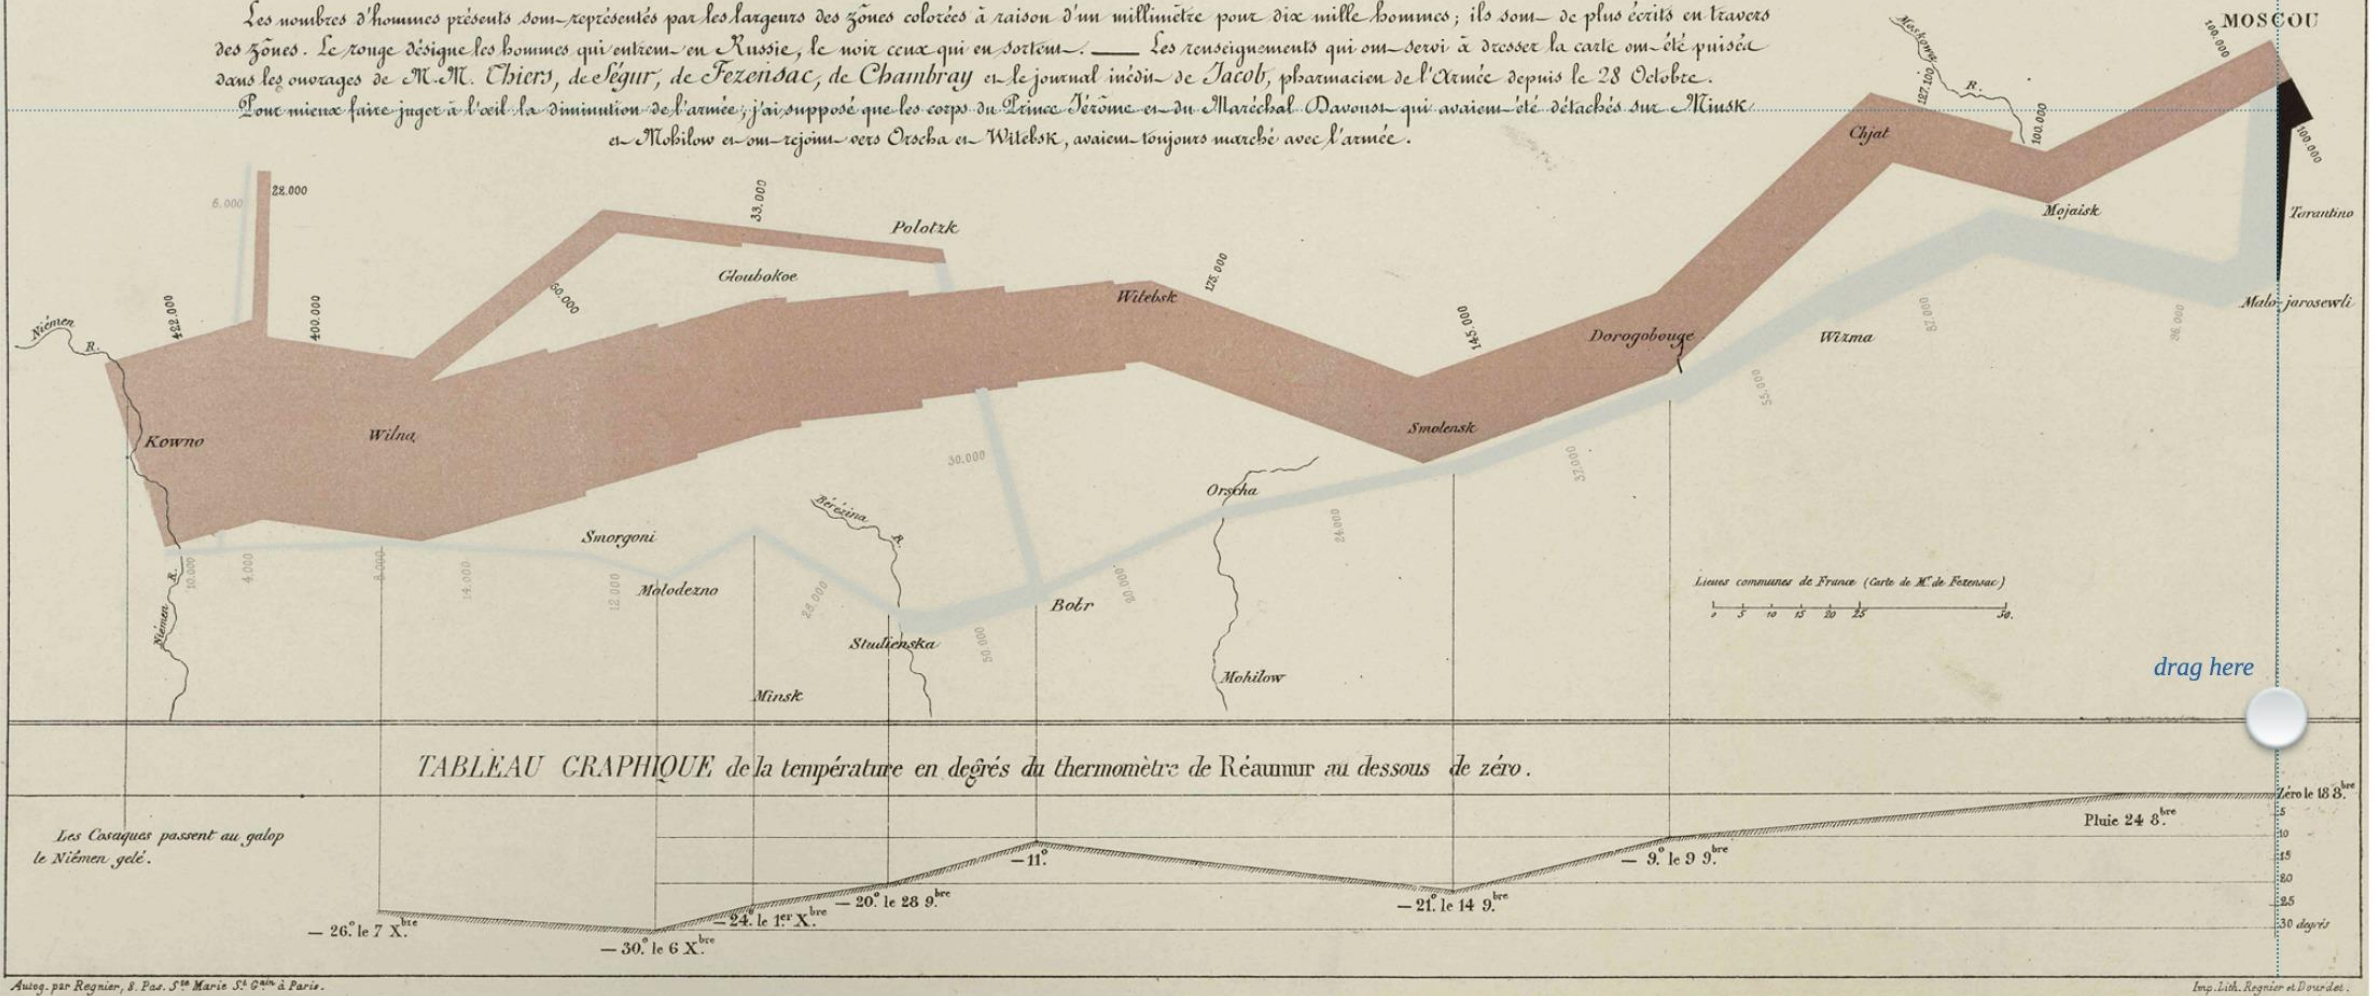 Les nombres d'hommes présents sont représentés par les largeurs des zônes colorées à raison d'un millimètre pour dix mille hommes; ils sont de plus écrits en travers
des zônes. Le rouge désigne les hommes qui entrent en Russie, le noir ceux qui en sortent. — Les renseignements qui ont servi à dresser la carte ont été puisés
dans les ouvrages de M.M. Thiers, de Ségur, de Fezensac, de Chambray et le journal inédit de Jacob, pharmacien de l'Armée depuis le 28 Octobre.
Pour mieux faire juger à l'œil la diminution de l'armée, j'ai supposé que les corps du Prince Jérôme et du Maréchal Davoust qui avaient été détachés sur Minsk
et Mohilow et ont rejoint vers Orscha et Witebsk, avaient toujours marché avec l'armée.
MOSCOU
100.000
Moskowa
R.
127.100
100.000
100.000
Chjat
Mojaisk
Tarantino
Malo-jarosewli
6.000
28.000
33.000
Polotzk
Gloubokoe
60.000
422.000
400.000
Niémen
R.
Witebsk
175.000
145.000
Dorogobouge
Wizma
87.000
96.000
55.000
Kowno
Wilna
Smolensk
30.000
37.000
Orscha
24.000
Bérézina
R.
Smorgoni
Molodezno
10.000
4.000
8.000
14.000
12.000
28.000
20.000
50.000
Botr
Studienska
R.
Niémen
Minsk
Mohilow
Lieues communes de France (Carte de M.r de Fezensac)
0 5 10 15 20 25 50.
drag here
TABLEAU GRAPHIQUE de la température en degrés du thermomètre de Réaumur au dessous de zéro.
Zéro le 18 8.bre
5
10
15
20
25
30 degrés
Pluie 24 8.bre
Les Cosaques passent au galop
le Niémen gelé.
— 26.° le 7 X.bre
— 30.° le 6 X.bre
— 24.° le 1.er X.bre
— 20.° le 28 9.bre
— 11.°
— 21.° le 14 9.bre
— 9.° le 9 9.bre
Autog. par Regnier, 8. Pas. S.te Marie S.t G.ain à Paris.
Imp. Lith. Regnier et Dourdet.